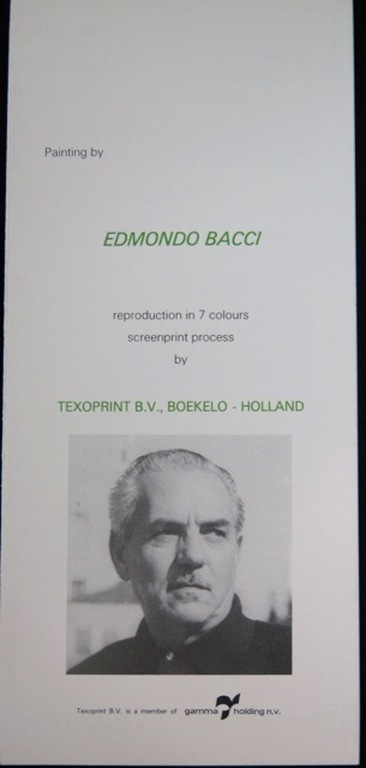 Painting by
EDMONDO BACCI
reproduction in 7 colours
screenprint process
by
TEXOPRINT B.V., BOEKELO - HOLLAND
Texoprint B.V. is a member of gamma holding n.v.